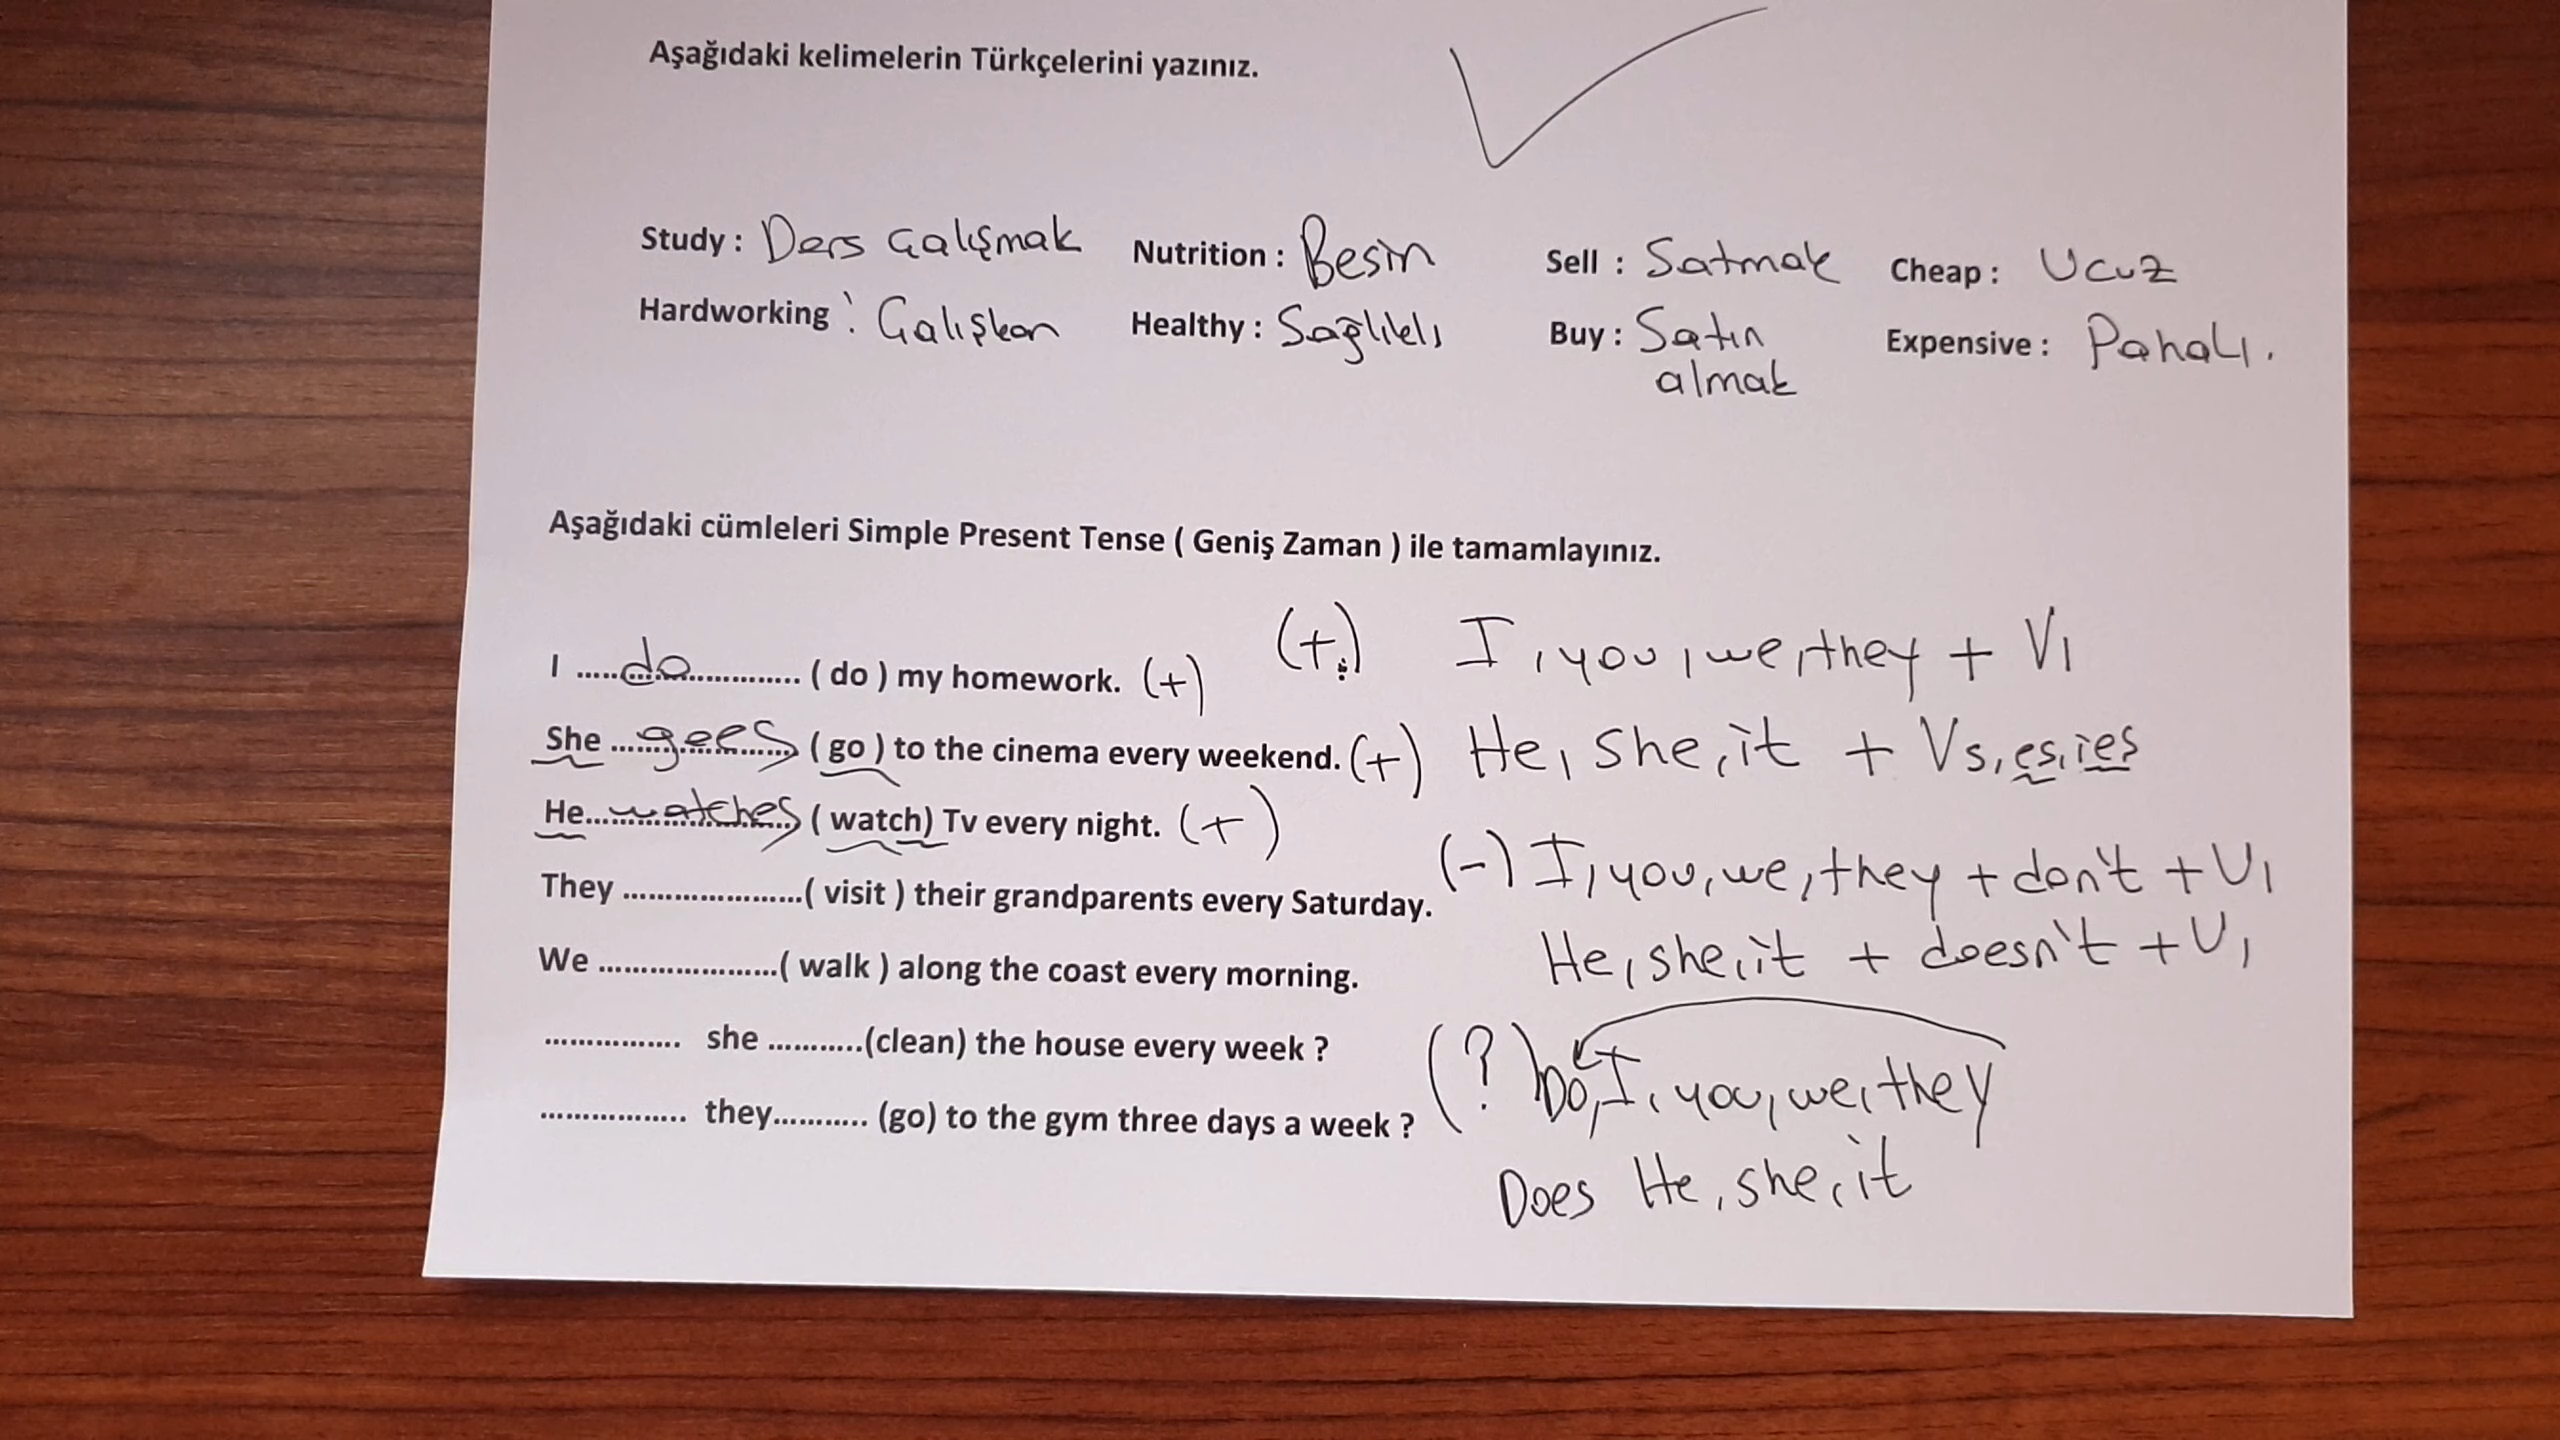 Aşağıdaki kelimelerin Türkçelerini yazınız.
Study : Ders Çalışmak Nutrition : Besin Sell : Satmak Cheap : Ucuz
Hardworking : Çalışkan Healthy : Sağlıklı Buy : Satın almak Expensive : Pahalı.
Aşağıdaki cümleleri Simple Present Tense ( Geniş Zaman ) ile tamamlayınız.
I .....do.............. ( do ) my homework. (+) (+) I, you, we, they + V1
She ...goes... ( go ) to the cinema every weekend. (+) He, she, it + Vs, es, ies
He...watches... ( watch) Tv every night. (+)
They .....................( visit ) their grandparents every Saturday. (-) I, you, we, they + don't + V1
We .....................( walk ) along the coast every morning. He, she, it + doesn't + V1
................ she ...........(clean) the house every week ? (?) Do, I, you, we, they
................. they........... (go) to the gym three days a week ?
Does He, she, it